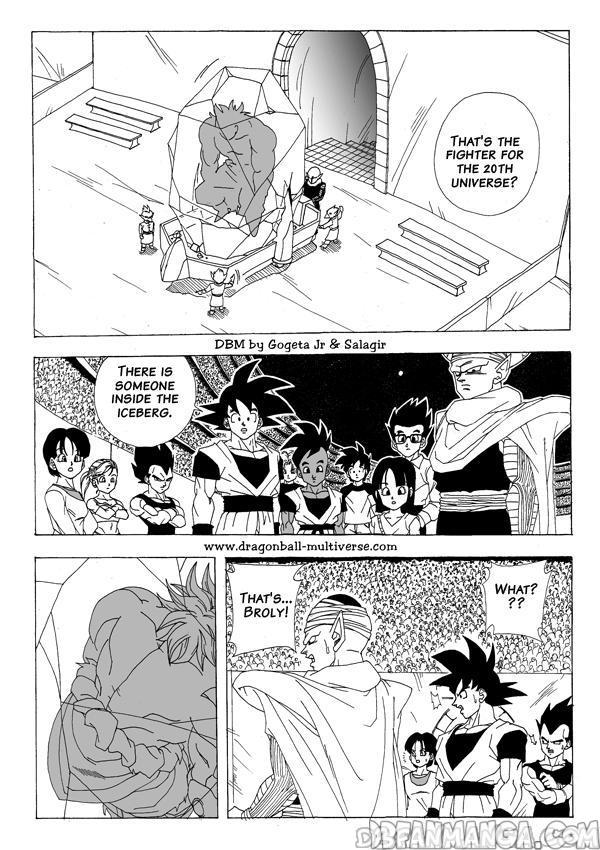 THAT'S THE
FIGHTER FOR
THE 20TH
UNIVERSE?
DBM by Gogeta Jr & Salagir
THERE IS
SOMEONE
INSIDE THE
ICEBERG.
www.dragonball-multiverse.com
THAT'S...
BROLY!
WHAT?
??
DBFANMANGA.COM